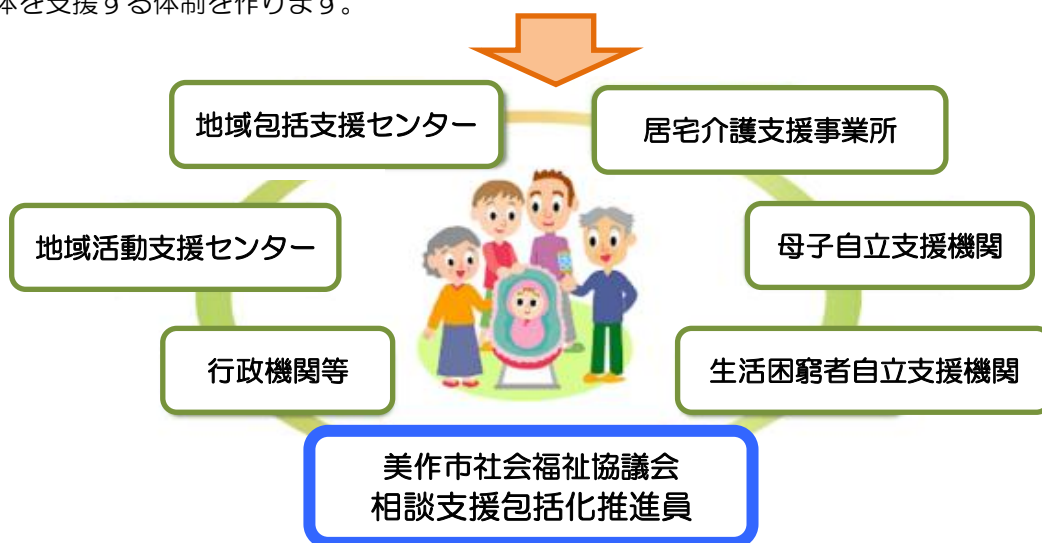 体を支援する体制を作ります。
地域包括支援センター
居宅介護支援事業所
地域活動支援センター
母子自立支援機関
行政機関等
生活困窮者自立支援機関
美作市社会福祉協議会
相談支援包括化推進員